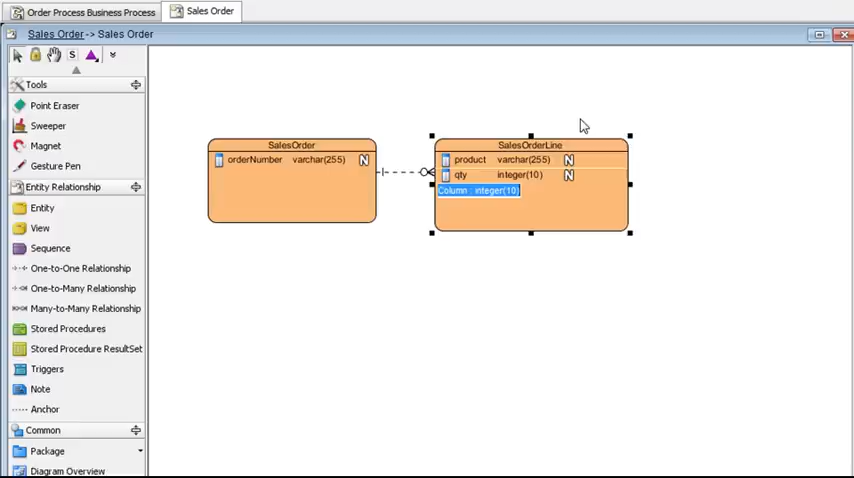 Order Process Business Process
Sales Order
Sales Order -> Sales Order
S
Tools
Point Eraser
Sweeper
Magnet
Gesture Pen
Entity Relationship
Entity
View
Sequence
One-to-One Relationship
One-to-Many Relationship
Many-to-Many Relationship
Stored Procedures
Stored Procedure ResultSet
Triggers
Note
Anchor
Common
Package
Diagram Overview
SalesOrder
orderNumber varchar(255) N
SalesOrderLine
product varchar(255) N
qty integer(10) N
Column : integer(10)